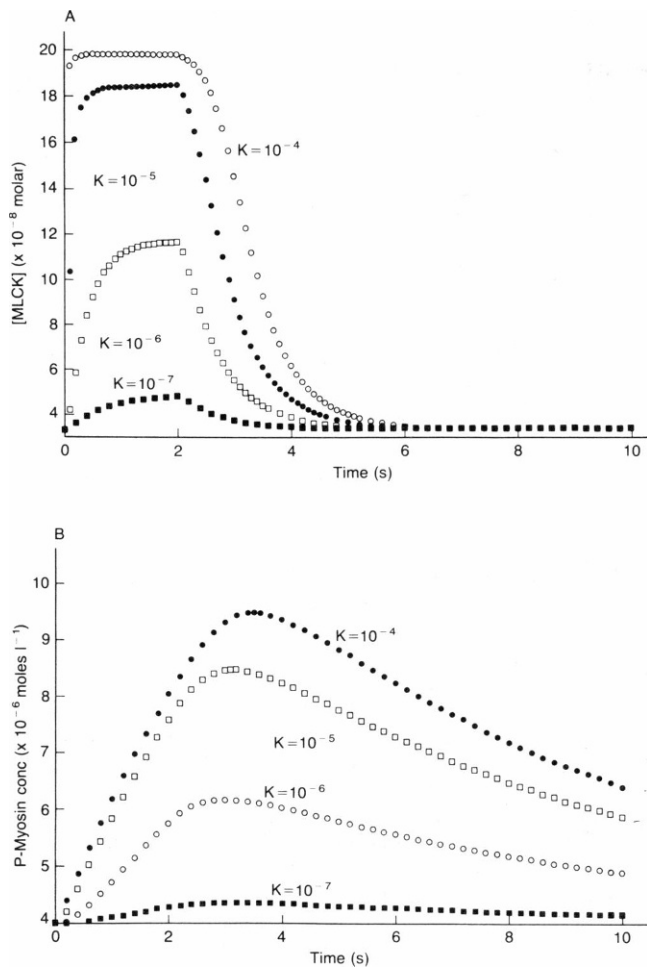 A
20
18
16
14
12
10
8
6
4
[MLCK] (x 10⁻⁸ molar)
K=10⁻⁴
K=10⁻⁵
K=10⁻⁶
K=10⁻⁷
0 2 4 6 8 10
Time (s)
B
10
9
8
7
6
5
4
P-Myosin conc (x 10⁻⁶ moles l⁻¹)
K=10⁻⁴
K=10⁻⁵
K=10⁻⁶
K=10⁻⁷
0 2 4 6 8 10
Time (s)